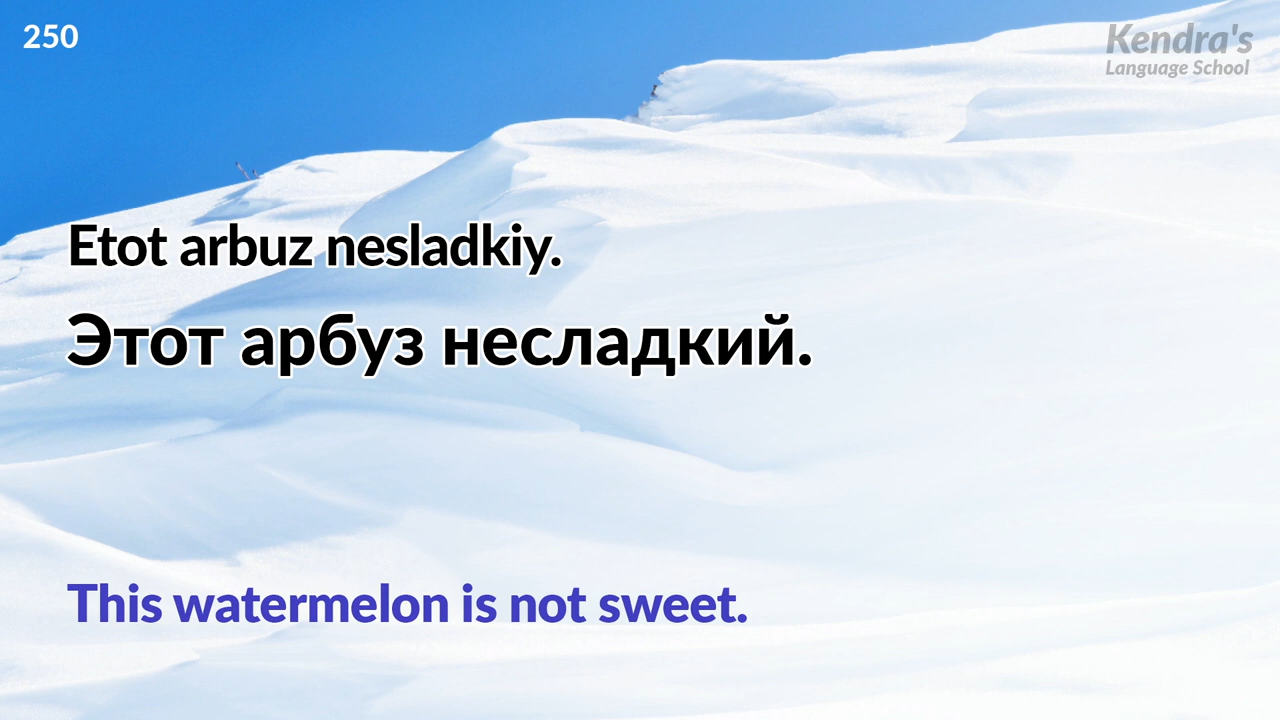 250
Kendra's
Language School
Etot arbuz nesladkiy.
Этот арбуз несладкий.
This watermelon is not sweet.